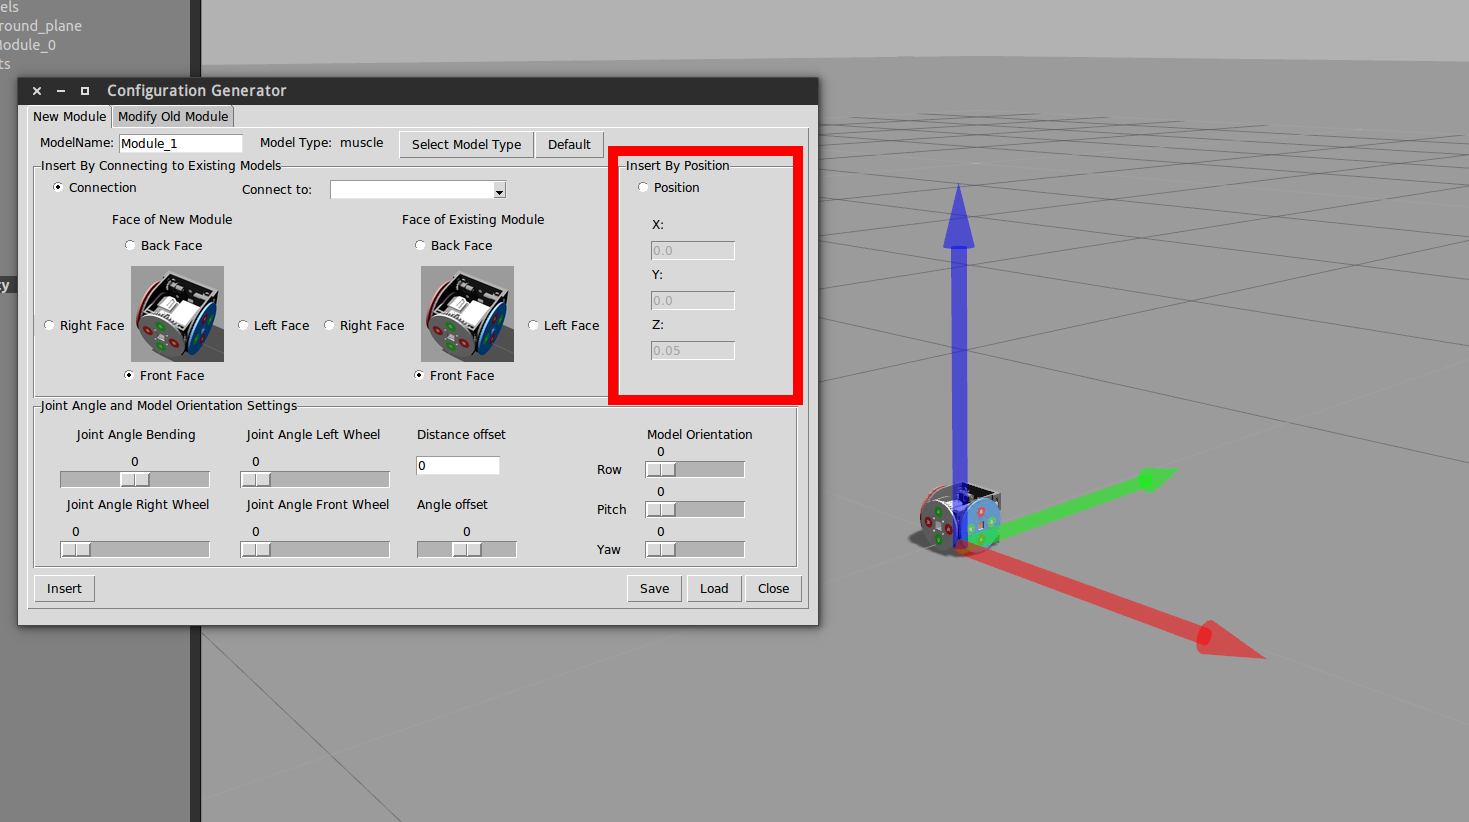 els
round_plane
Module_0
ts
ty
Configuration Generator
New Module
Modify Old Module
ModelName:
Module_1
Model Type: muscle
Select Model Type
Default
Insert By Connecting to Existing Models
Connection
Connect to:
Face of New Module
Face of Existing Module
Back Face
Back Face
Right Face
Left Face
Right Face
Left Face
Front Face
Front Face
Insert By Position
Position
X:
0.0
Y:
0.0
Z:
0.05
Joint Angle and Model Orientation Settings
Joint Angle Bending
Joint Angle Left Wheel
Distance offset
Model Orientation
0
0
0
0
Row
Joint Angle Right Wheel
Joint Angle Front Wheel
Angle offset
0
Pitch
0
0
0
0
Yaw
Insert
Save
Load
Close